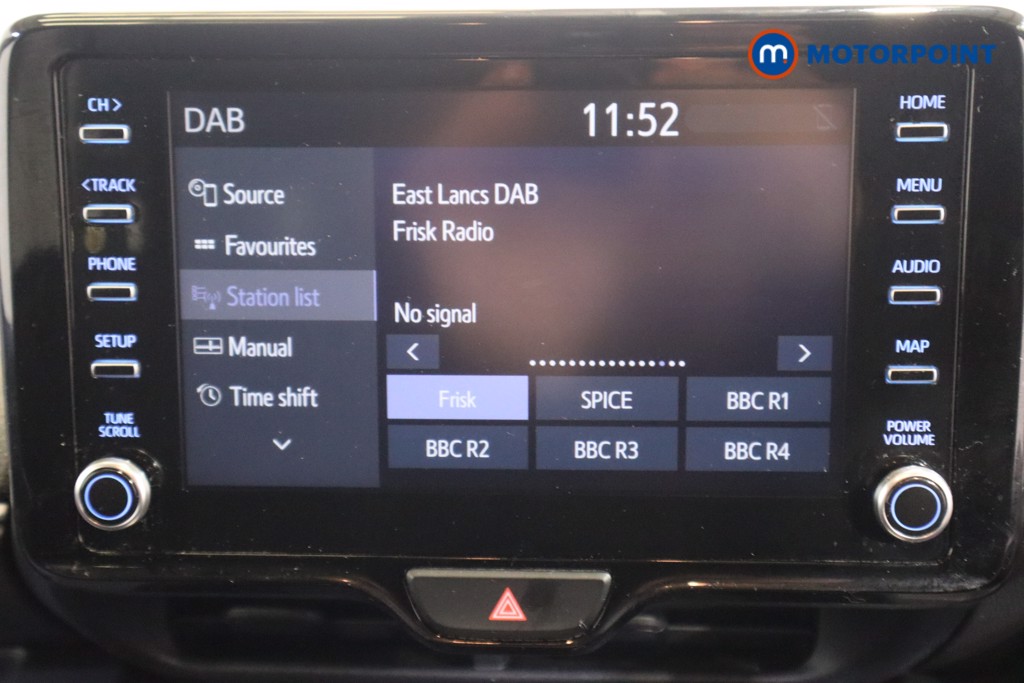 m MOTORPOINT
CH >
<TRACK
PHONE
SETUP
TUNE
SCROLL
DAB
11:52
Source
Favourites
Station list
Manual
Time shift
East Lancs DAB
Frisk Radio
No signal
< >
Frisk SPICE BBC R1
BBC R2 BBC R3 BBC R4
HOME
MENU
AUDIO
MAP
POWER
VOLUME